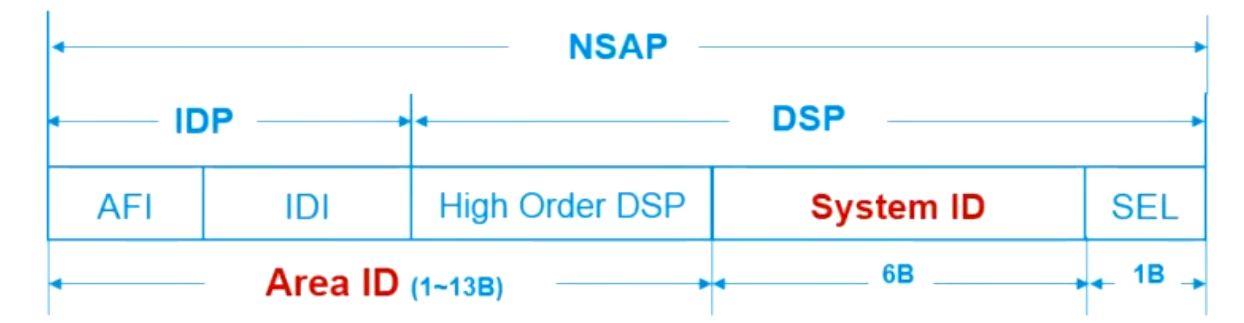 NSAP
IDP DSP
AFI IDI High Order DSP System ID SEL
Area ID (1~13B) 6B 1B